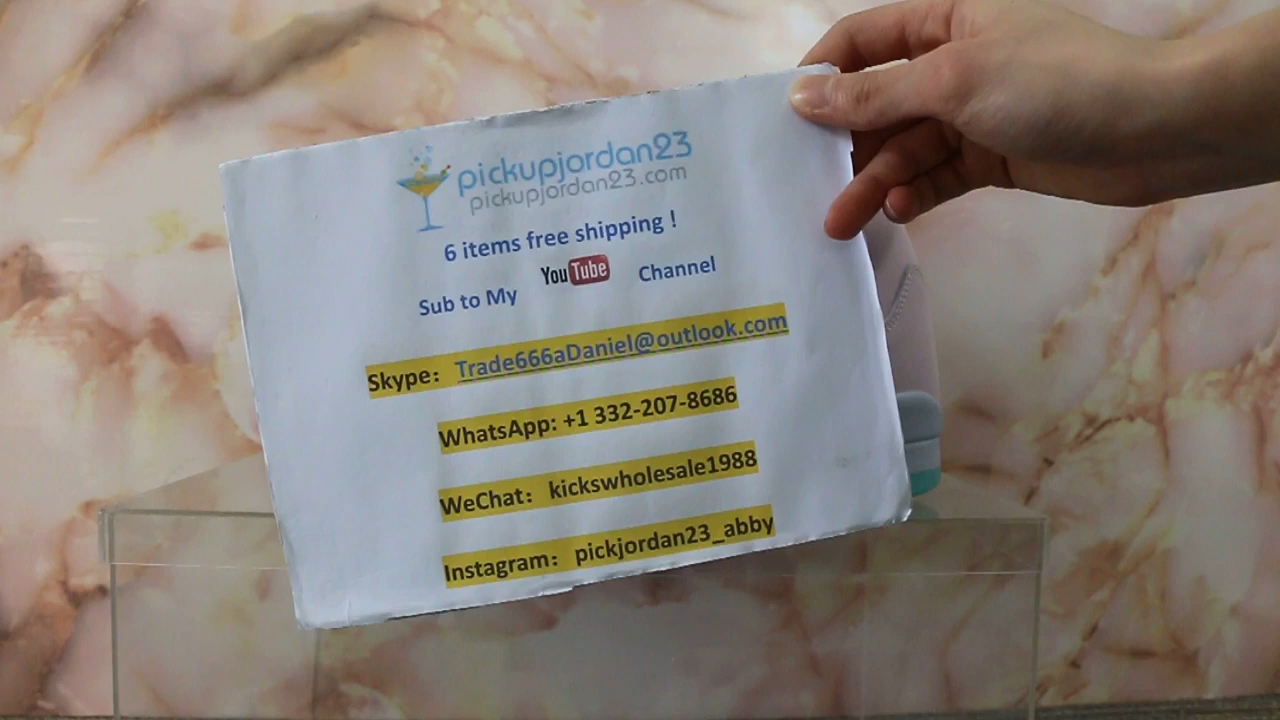 pickupjordan23
pickupjordan23.com
6 items free shipping !
Sub to My YouTube Channel
Skype: Trade666aDaniel@outlook.com
WhatsApp: +1 332-207-8686
WeChat: kickswholesale1988
Instagram: pickjordan23_abby